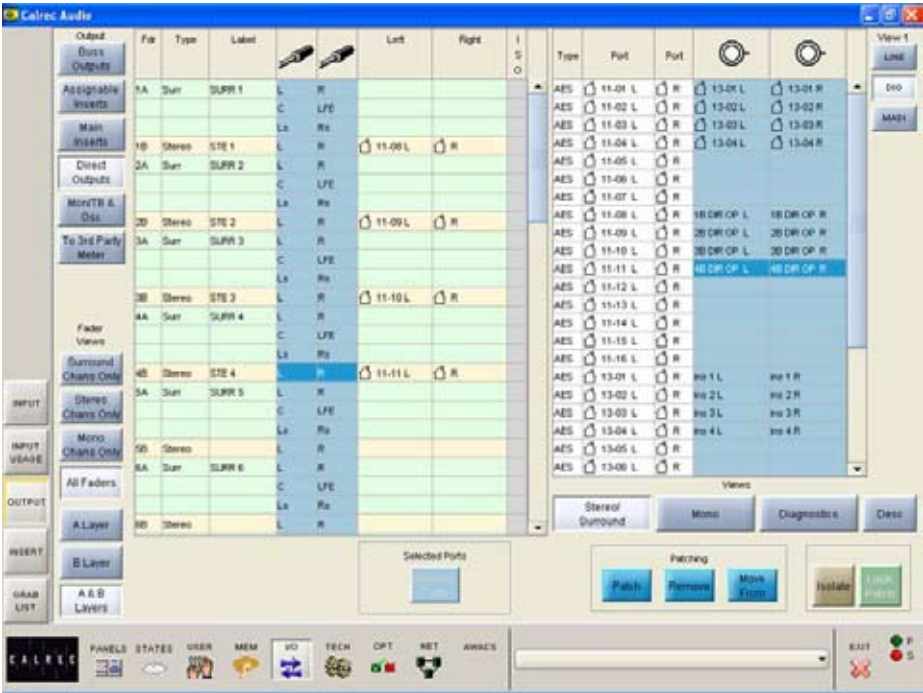 Calrec Audio
Output
Buss Outputs
Assignable Inserts
Main Inserts
Direct Outputs
Mon/TB & Osc
To 3rd Party Meter
Fader Views
Surround Chans Only
Stereo Chans Only
Mono Chans Only
All Faders
A Layer
B Layer
A & B Layers
INPUT
INPUT USAGE
OUTPUT
INSERT
GRAB LIST
Fdr Type Label Left Right ISO
1A Surr SURR 1 L R
C LFE
Ls Rs
1B Stereo STE 1 L R 11-08 L R
2A Surr SURR 2 L R
C LFE
Ls Rs
2B Stereo STE 2 L R 11-09 L R
3A Surr SURR 3 L R
C LFE
Ls Rs
3B Stereo STE 3 L R 11-10 L R
4A Surr SURR 4 L R
C LFE
Ls Rs
4B Stereo STE 4 L R 11-11 L R
5A Surr SURR 5 L R
C LFE
Ls Rs
5B Stereo L R
6A Surr SURR 6 L R
C LFE
Ls Rs
6B Stereo L R
Type Port Port
AES 11-01 L R 13-01 L 13-01 R
AES 11-02 L R 13-02 L 13-02 R
AES 11-03 L R 13-03 L 13-03 R
AES 11-04 L R 13-04 L 13-04 R
AES 11-05 L R
AES 11-06 L R
AES 11-07 L R
AES 11-08 L R 1B DIR OP L 1B DIR OP R
AES 11-09 L R 2B DIR OP L 2B DIR OP R
AES 11-10 L R 3B DIR OP L 3B DIR OP R
AES 11-11 L R 4B DIR OP L 4B DIR OP R
AES 11-12 L R
AES 11-13 L R
AES 11-14 L R
AES 11-15 L R
AES 11-16 L R
AES 13-01 L R Ins 1 L Ins 1 R
AES 13-02 L R Ins 2 L Ins 2 R
AES 13-03 L R Ins 3 L Ins 3 R
AES 13-04 L R Ins 4 L Ins 4 R
AES 13-05 L R
AES 13-06 L R
View 1
LINE
DIO
MADI
Views
Stereo/ Surround
Mono
Diagnostics
Desc
Selected Ports
Patching
Patch
Remove
Move From
Isolate
Lock Patch
CALREC
PANELS
STATES
USER
MEM
I/O
TECH
OPT
NET
AWACS
EXIT
P
S